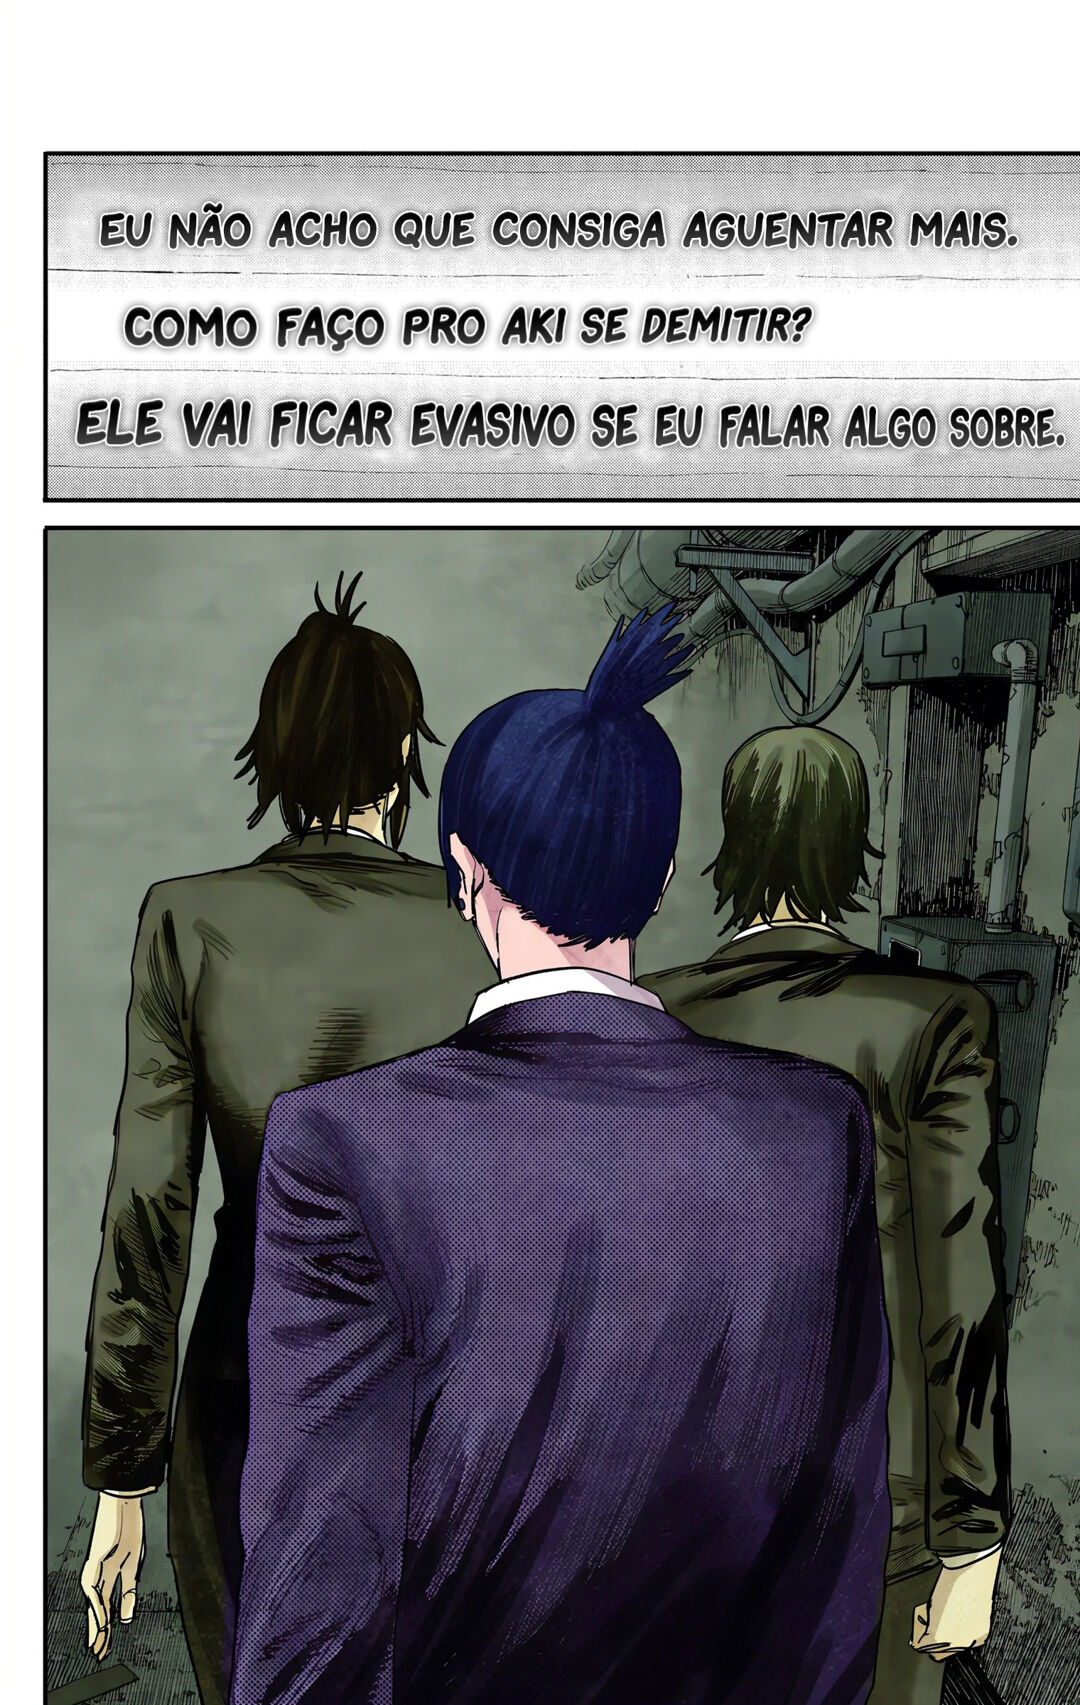 EU NÃO ACHO QUE CONSIGA AGUENTAR MAIS.
COMO FAÇO PRO AKI SE DEMITIR?
ELE VAI FICAR EVASIVO SE EU FALAR ALGO SOBRE.